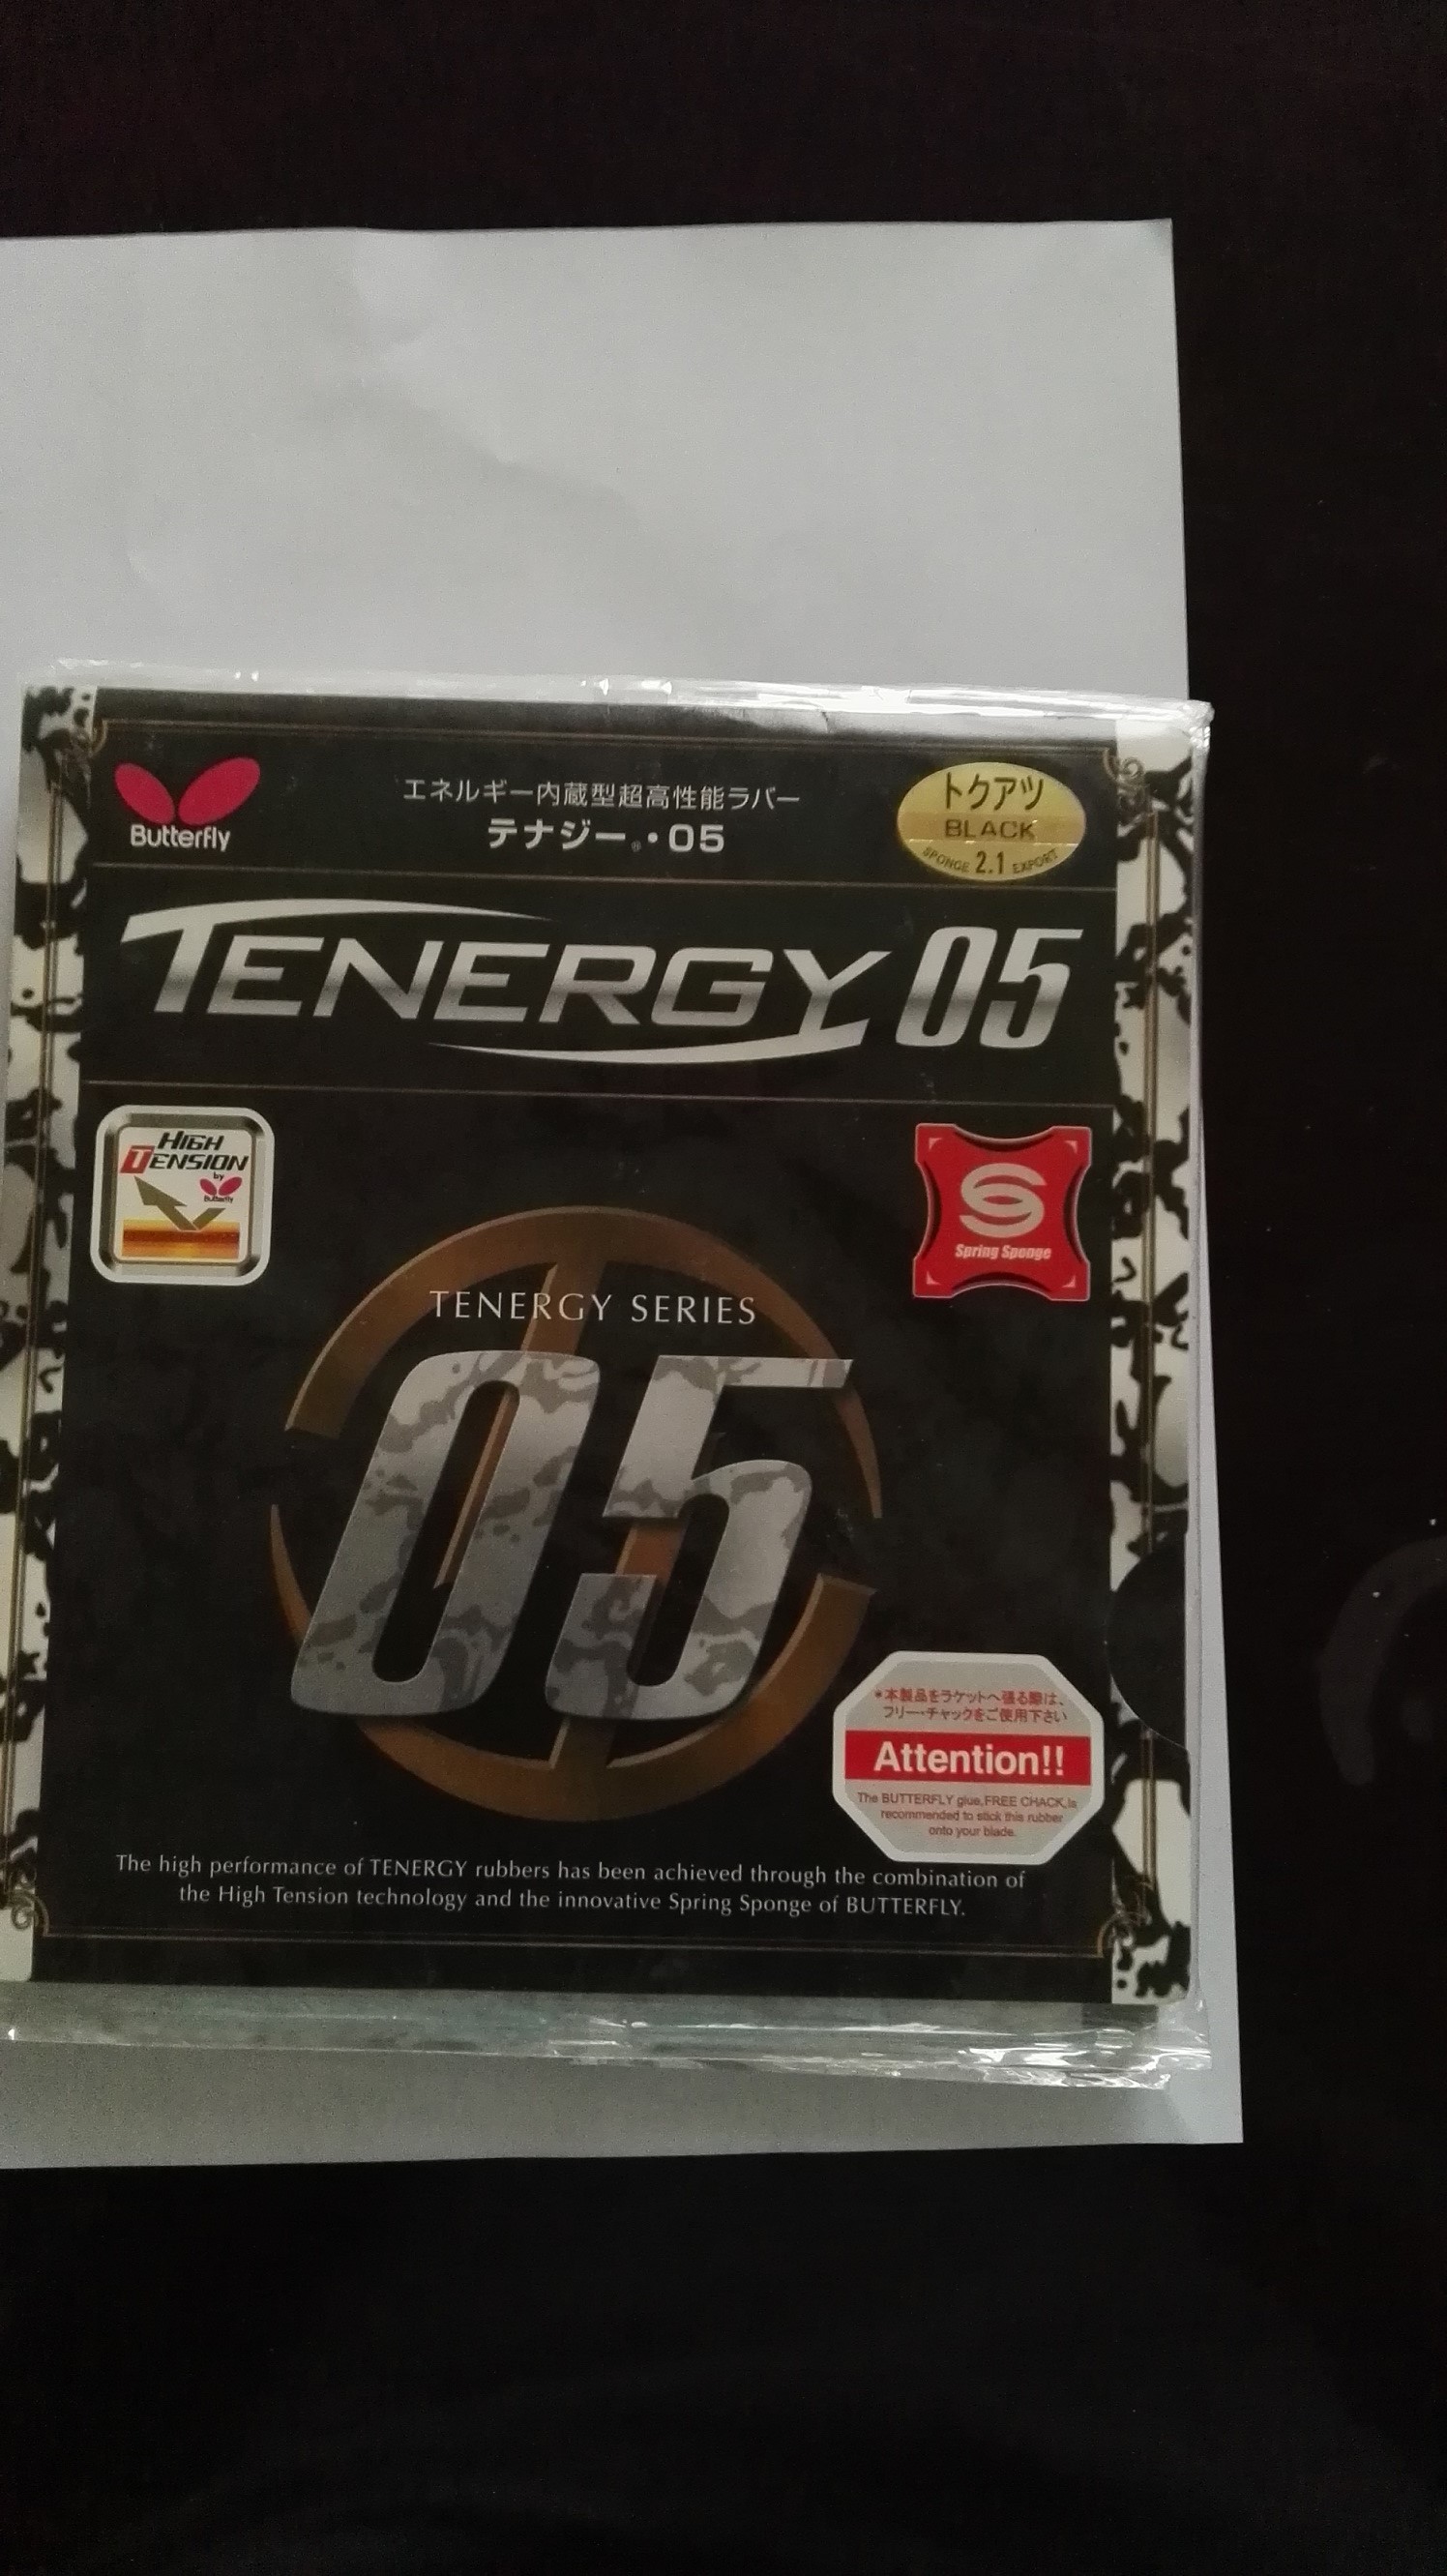 Butterfly
エネルギー内蔵型超高性能ラバー
テナジー®・05
トクアツ
BLACK
SPONGE 2.1 EXPORT
TENERGY 05
HIGH
TENSION
by
Butterfly
S
Spring Sponge
TENERGY SERIES
05
*本製品をラケットへ張る際は、
フリー・チャックをご使用下さい
Attention!!
The BUTTERFLY glue, FREE CHACK, is
recommended to stick this rubber
onto your blade.
The high performance of TENERGY rubbers has been achieved through the combination of
the High Tension technology and the innovative Spring Sponge of BUTTERFLY.